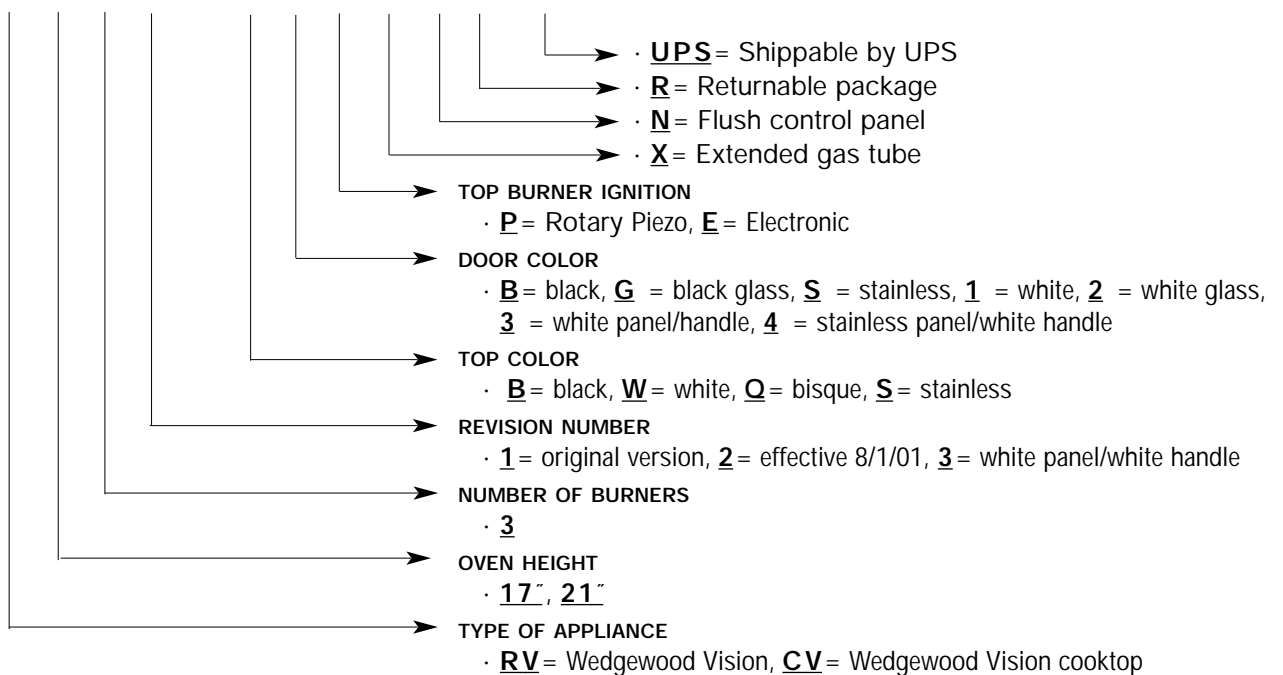 · UPS= Shippable by UPS
· R= Returnable package
· N= Flush control panel
· X= Extended gas tube
TOP BURNER IGNITION
· P= Rotary Piezo, E= Electronic
DOOR COLOR
· B= black, G = black glass, S = stainless, 1 = white, 2 = white glass,
3 = white panel/handle, 4 = stainless panel/white handle
TOP COLOR
· B= black, W= white, Q= bisque, S= stainless
REVISION NUMBER
· 1= original version, 2= effective 8/1/01, 3= white panel/white handle
NUMBER OF BURNERS
· 3
OVEN HEIGHT
· 17˝, 21˝
TYPE OF APPLIANCE
· RV= Wedgewood Vision, CV= Wedgewood Vision cooktop